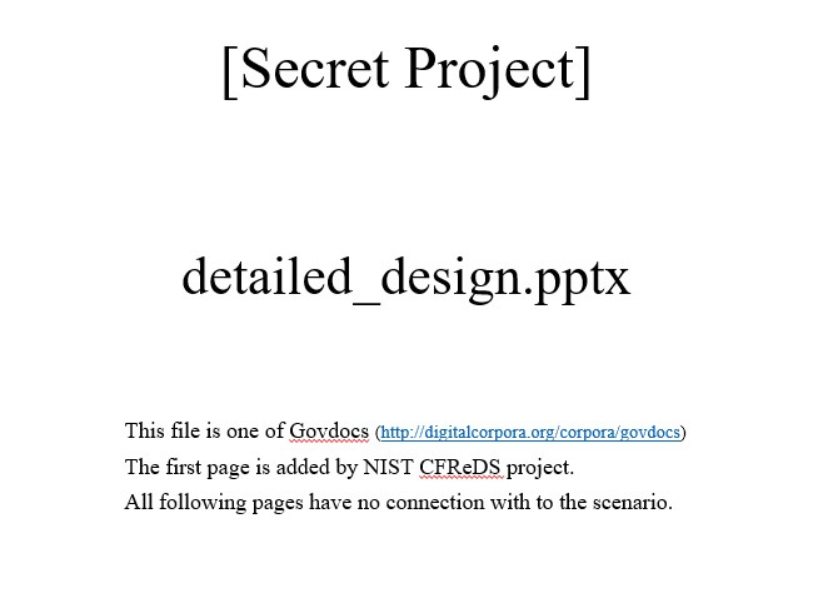 [Secret Project]
detailed_design.pptx
This file is one of Govdocs (http://digitalcorpora.org/corpora/govdocs)
The first page is added by NIST CFReDS project.
All following pages have no connection with to the scenario.